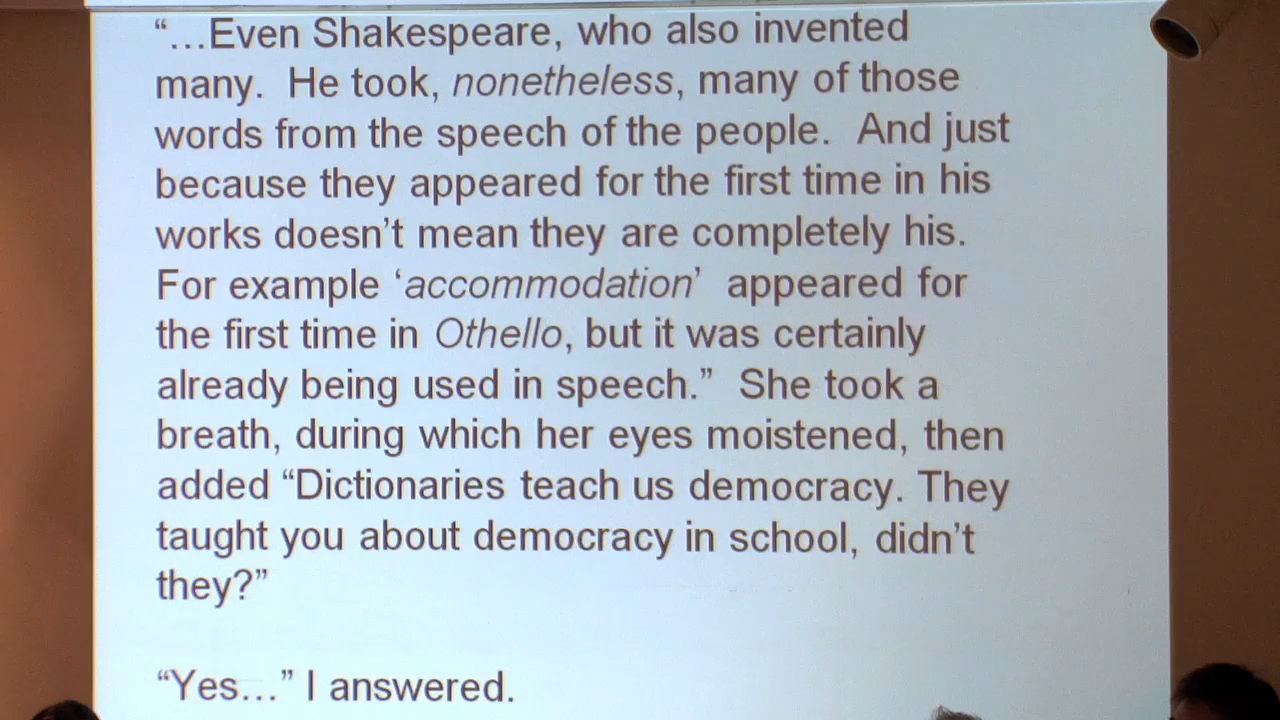 “…Even Shakespeare, who also invented
many.  He took, nonetheless, many of those
words from the speech of the people.  And just
because they appeared for the first time in his
works doesn’t mean they are completely his.
For example ‘accommodation’  appeared for
the first time in Othello, but it was certainly
already being used in speech.”  She took a
breath, during which her eyes moistened, then
added “Dictionaries teach us democracy. They
taught you about democracy in school, didn’t
they?”
“Yes…” I answered.